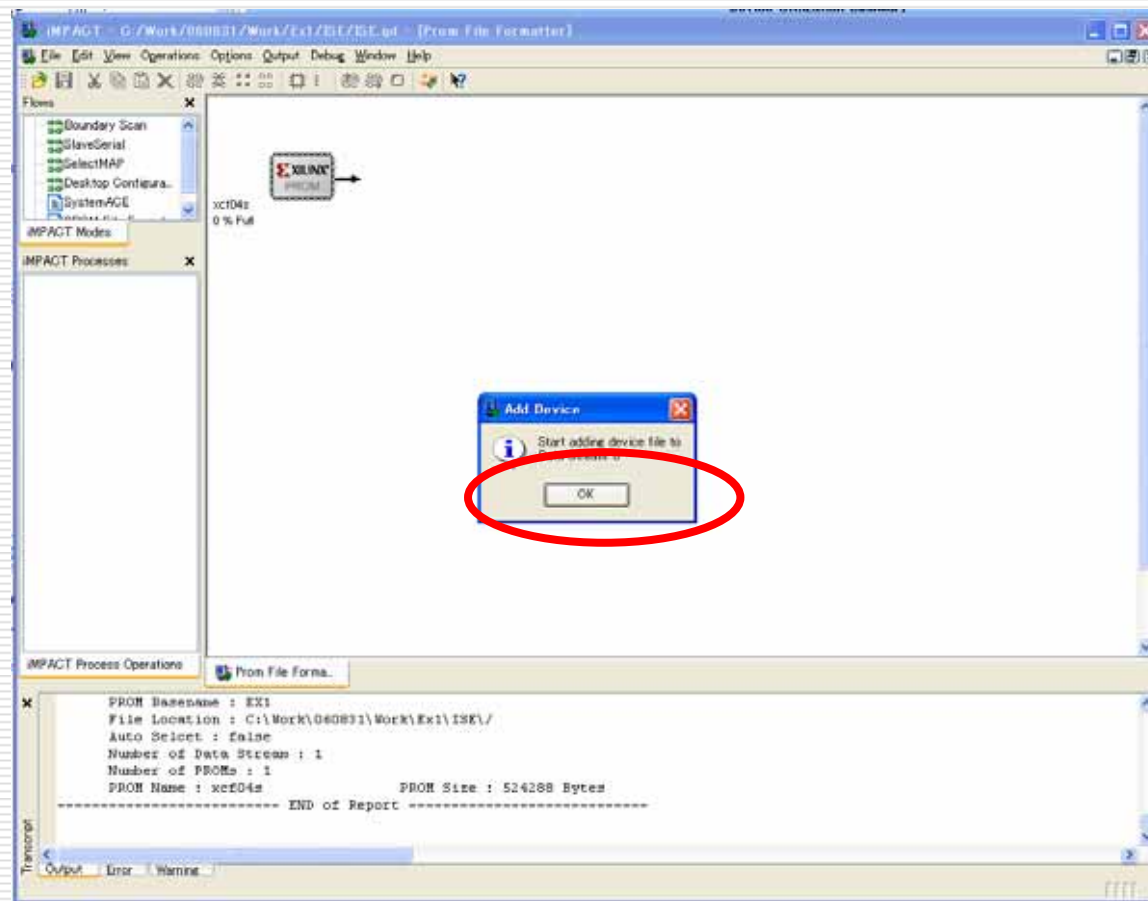 iMPACT - C:/Work/060831/Work/Ex1/ISE/ISE.ipf - [Prom File Formatter]
File Edit View Operations Options Output Debug Window Help
Flows
Boundary Scan
SlaveSerial
SelectMAP
Desktop Configura..
SystemACE
iMPACT Modes
iMPACT Processes
XILINX
PROM
xcf04s
0 % Full
Add Device
Start adding device file to
OK
iMPACT Process Operations
Prom File Forma..
PROM Basename : EX1
File Location : C:\Work\060831\Work\Ex1\ISE\/
Auto Selcet : false
Number of Data Stream : 1
Number of PROMs : 1
PROM Name : xcf04s PROM Size : 524288 Bytes
-------------------------- END of Report ----------------------------
Transcript
Output Error Warning